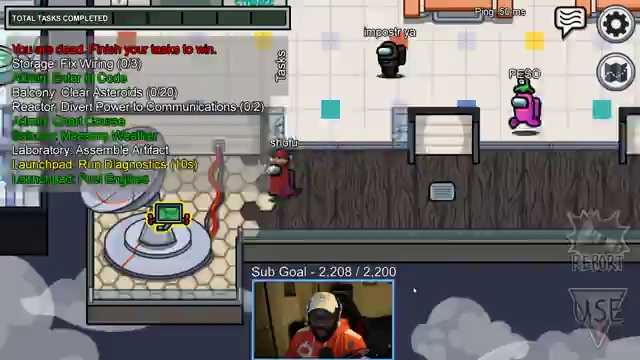 TOTAL TASKS COMPLETED
Ping: 50 ms
impostr ya
You are dead. Finish your tasks to win.
Tasks
Storage: Fix Wiring (0/3)
Admin: Enter ID Code
PESO
Balcony: Clear Asteroids (0/20)
Reactor: Divert Power to Communications (0/2)
Admin: Chart Course
Balcony: Measure Weather
shofu
Laboratory: Assemble Artifact
Launchpad: Run Diagnostics (10s)
Launchpad: Fuel Engines
REPORT
Sub Goal - 2,208 / 2,200
USE